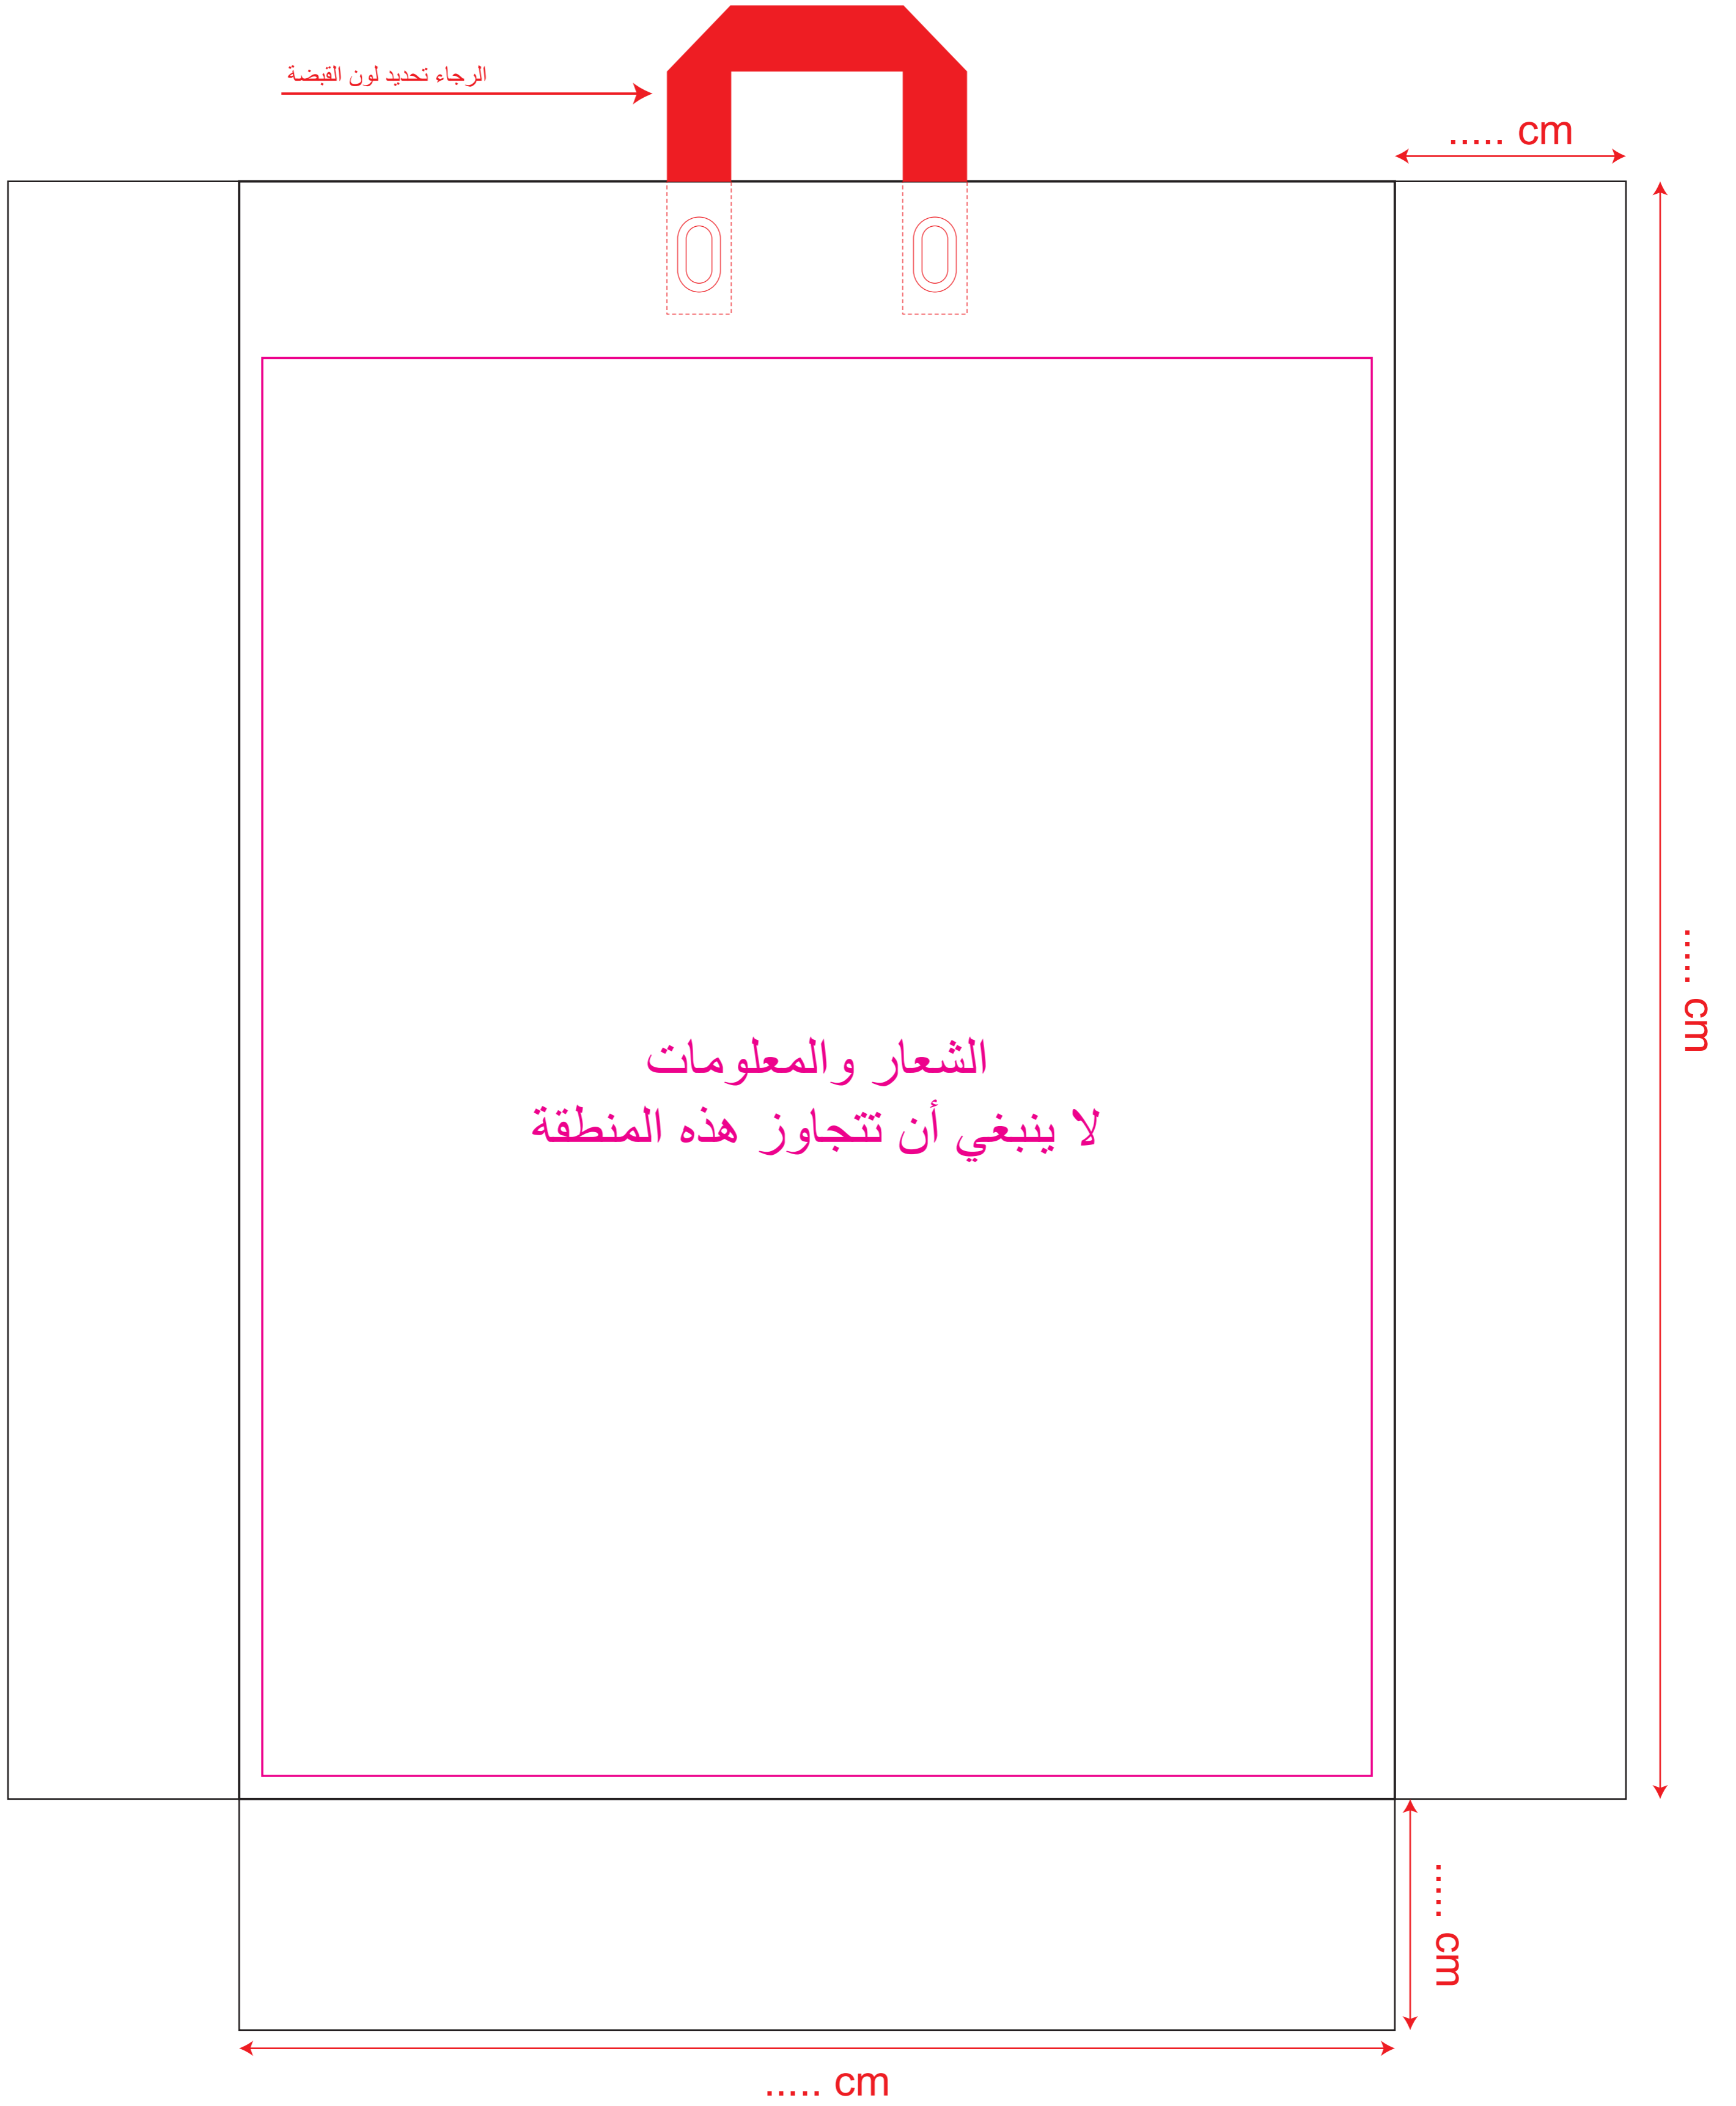 الرجاء تحديد لون القبضة
..... cm
..... cm
الشعار والمعلومات
لا ينبغي أن تتجاوز هذه المنطقة
..... cm
..... cm